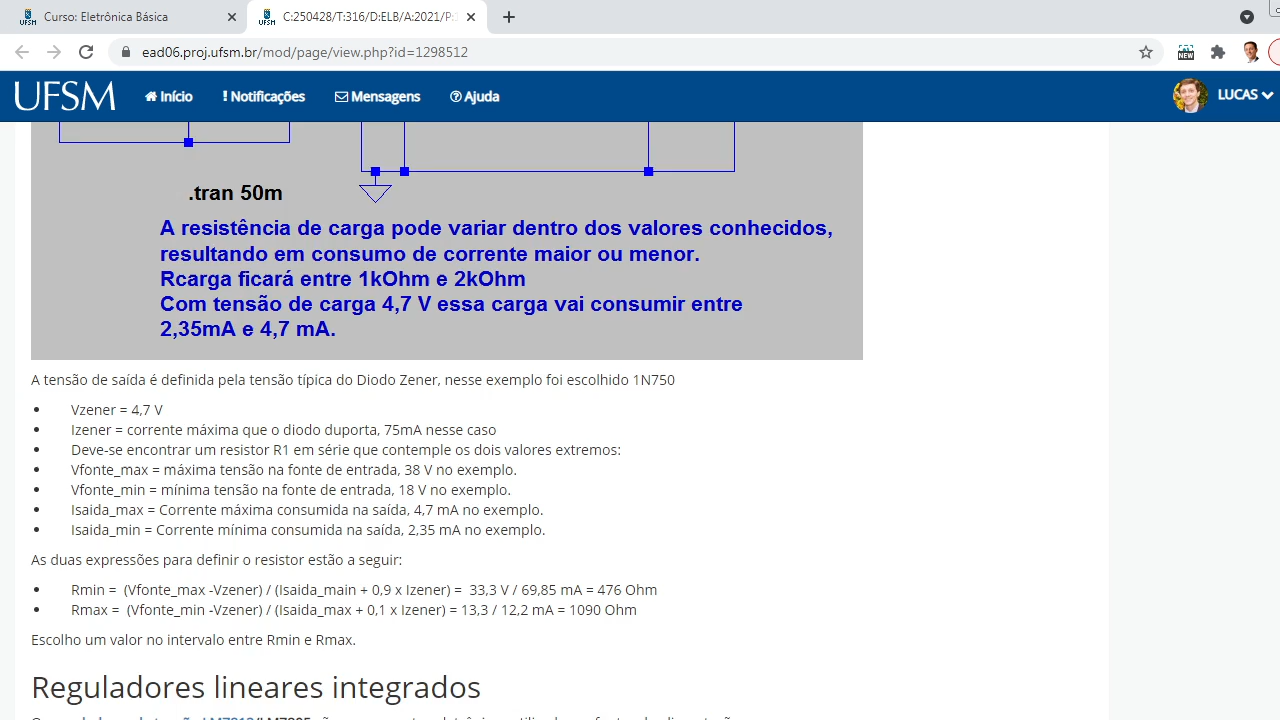 Curso: Eletrônica Básica
C:250428/T:316/D:ELB/A:2021/P
ead06.proj.ufsm.br/mod/page/view.php?id=1298512
NEW
UFSM Início ! Notificações Mensagens Ajuda LUCAS
.tran 50m
A resistência de carga pode variar dentro dos valores conhecidos,
resultando em consumo de corrente maior ou menor.
Rcarga ficará entre 1kOhm e 2kOhm
Com tensão de carga 4,7 V essa carga vai consumir entre
2,35mA e 4,7 mA.
A tensão de saída é definida pela tensão típica do Diodo Zener, nesse exemplo foi escolhido 1N750
• Vzener = 4,7 V
• Izener = corrente máxima que o diodo duporta, 75mA nesse caso
• Deve-se encontrar um resistor R1 em série que contemple os dois valores extremos:
• Vfonte_max = máxima tensão na fonte de entrada, 38 V no exemplo.
• Vfonte_min = mínima tensão na fonte de entrada, 18 V no exemplo.
• Isaida_max = Corrente máxima consumida na saída, 4,7 mA no exemplo.
• Isaida_min = Corrente mínima consumida na saída, 2,35 mA no exemplo.
As duas expressões para definir o resistor estão a seguir:
• Rmin = (Vfonte_max -Vzener) / (Isaida_main + 0,9 x Izener) = 33,3 V / 69,85 mA = 476 Ohm
• Rmax = (Vfonte_min -Vzener) / (Isaida_max + 0,1 x Izener) = 13,3 / 12,2 mA = 1090 Ohm
Escolho um valor no intervalo entre Rmin e Rmax.
Reguladores lineares integrados